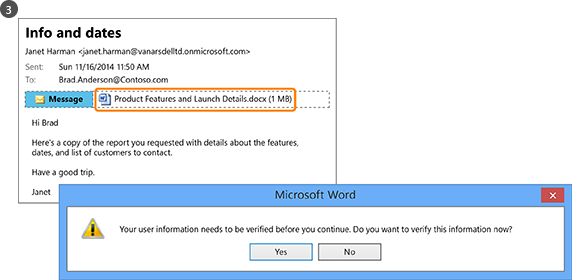 3
Info and dates
Janet Harman <janet.harman@vanarsdelltd.onmicrosoft.com>
Sent: Sun 11/16/2014 11:50 AM
To: Brad.Anderson@Contoso.com
Message Product Features and Launch Details.docx (1 MB)
Hi Brad
Here's a copy of the report you requested with details about the features,
dates, and list of customers to contact.
Have a good trip.
Janet
Microsoft Word
Your user information needs to be verified before you continue. Do you want to verify this information now?
Yes No